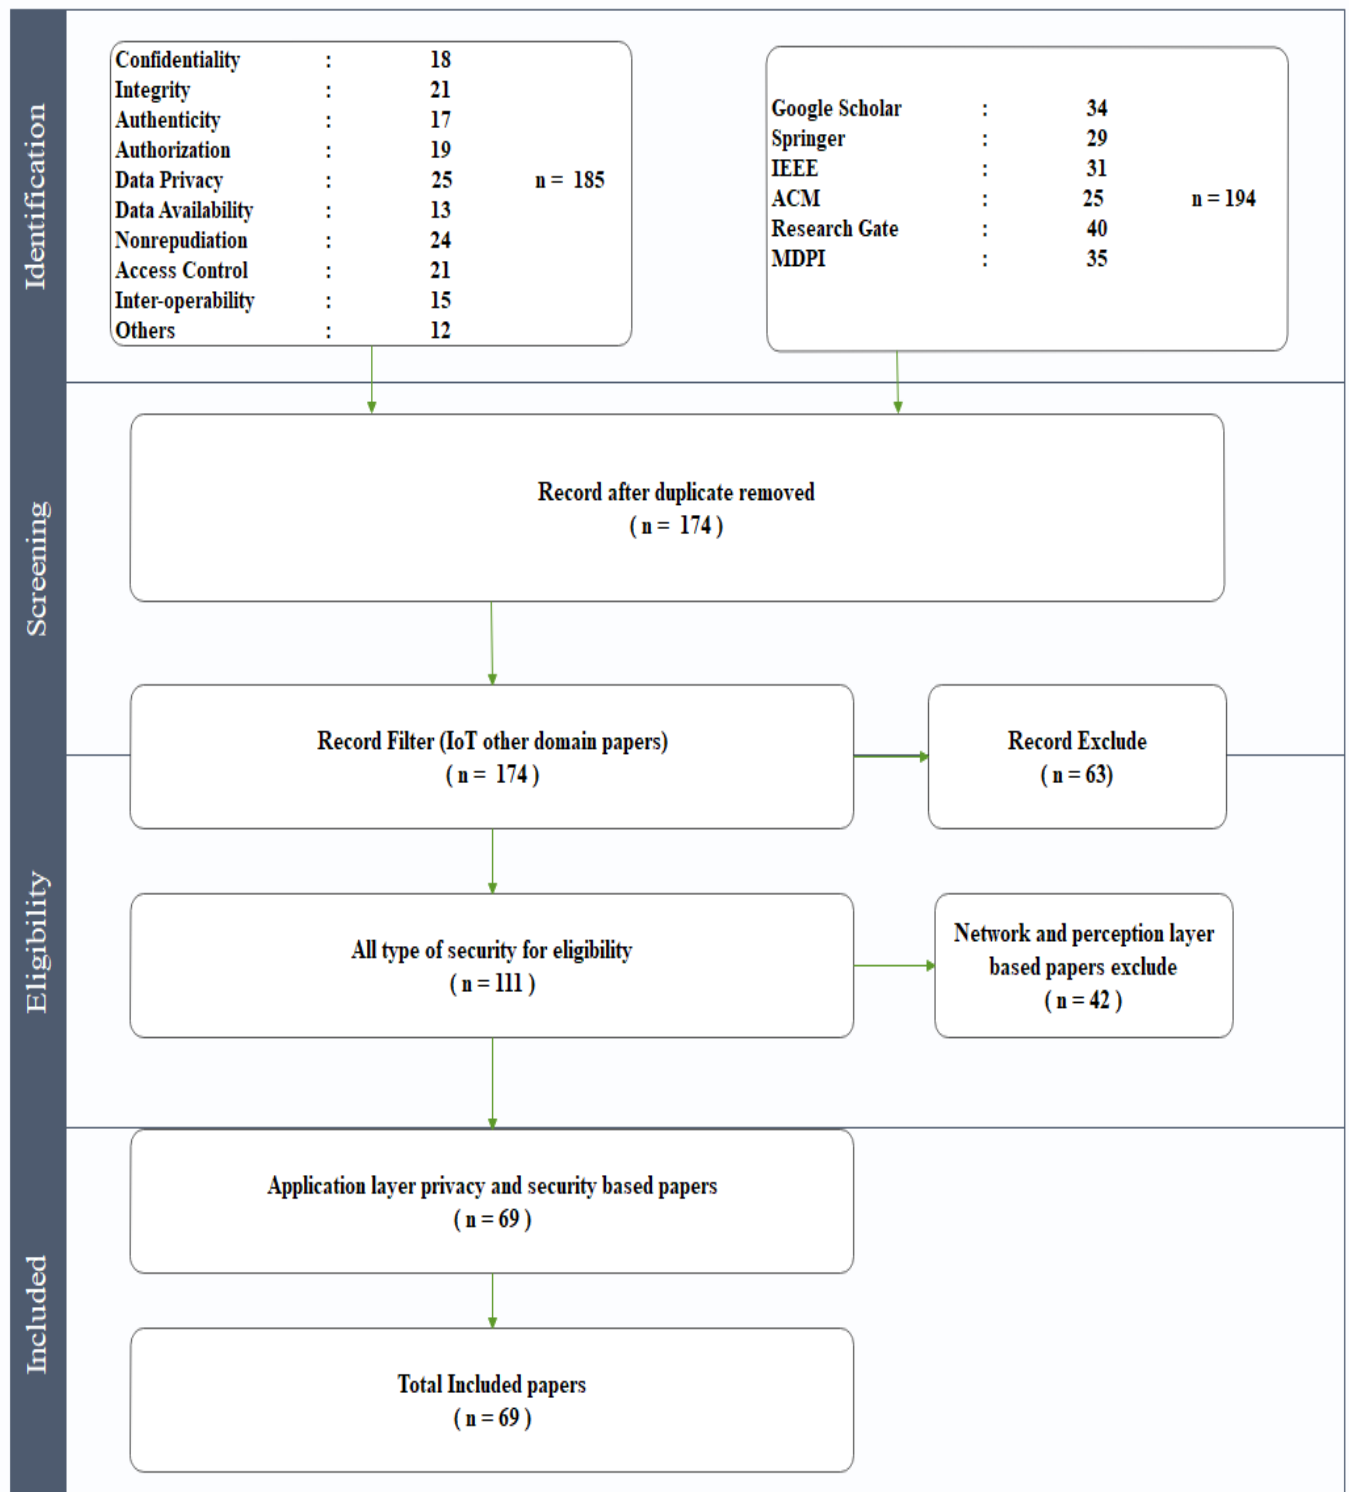 Identification
Confidentiality : 18
Integrity : 21
Authenticity : 17
Authorization : 19
Data Privacy : 25 n = 185
Data Availability : 13
Nonrepudiation : 24
Access Control : 21
Inter-operability : 15
Others : 12
Google Scholar : 34
Springer : 29
IEEE : 31
ACM : 25 n = 194
Research Gate : 40
MDPI : 35
Screening
Record after duplicate removed
( n = 174 )
Record Filter (IoT other domain papers)
( n = 174 )
Record Exclude
( n = 63)
Eligibility
All type of security for eligibility
( n = 111 )
Network and perception layer
based papers exclude
( n = 42 )
Included
Application layer privacy and security based papers
( n = 69 )
Total Included papers
( n = 69 )